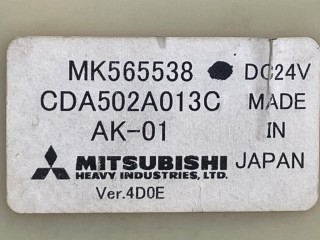 MK565538 DC24V
CDA502A013C MADE
AK-01 IN
MITSUBISHI JAPAN
HEAVY INDUSTRIES, LTD.
Ver.4D0E